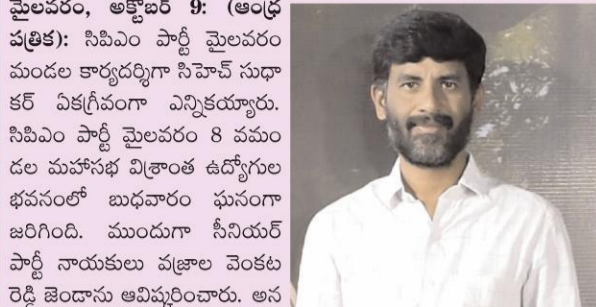 మైలవరం, అక్టోబర్ 9: (ఆంధ్ర
పత్రిక): సిపిఎం పార్టీ మైలవరం
మండల కార్యదర్శిగా సిహెచ్ సుధా
కర్ ఏకగ్రీవంగా ఎన్నికయ్యారు.
సిపిఎం పార్టీ మైలవరం 8 వమం
డల మహాసభ విశ్రాంత ఉద్యోగుల
భవనంలో బుధవారం ఘనంగా
జరిగింది. ముందుగా సీనియర్
పార్టీ నాయకులు వజ్రాల వెంకట
రెడ్డి జెండాను ఆవిష్కరించారు. అన